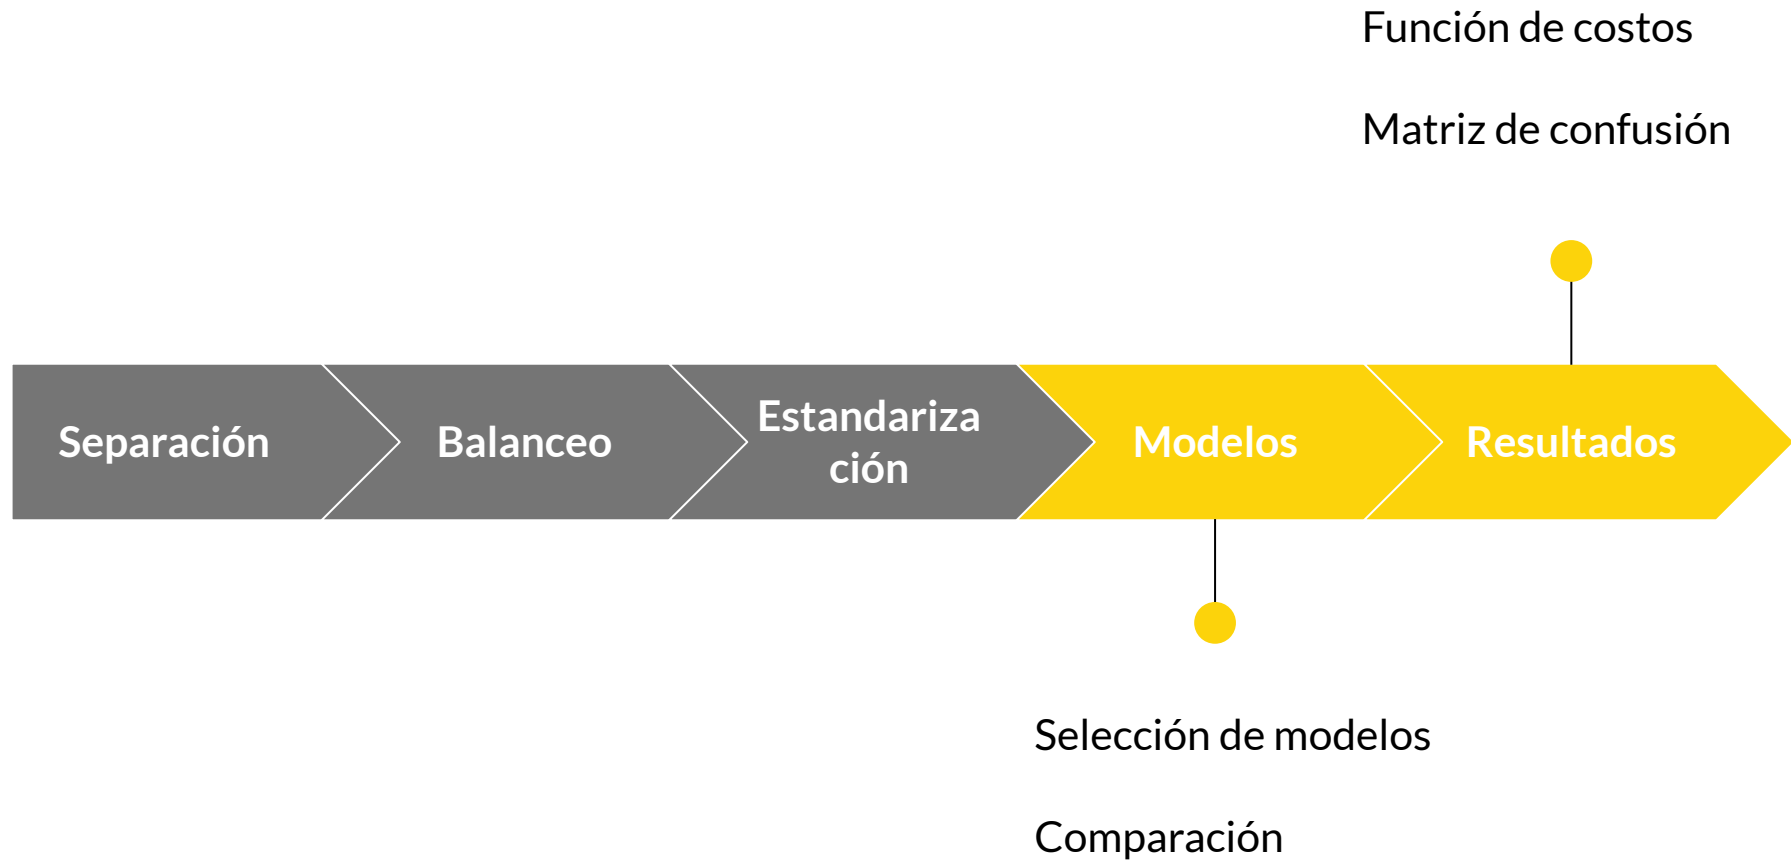 Función de costos
Matriz de confusión
Separación
Balanceo
Estandariza
ción
Modelos
Resultados
Selección de modelos
Comparación